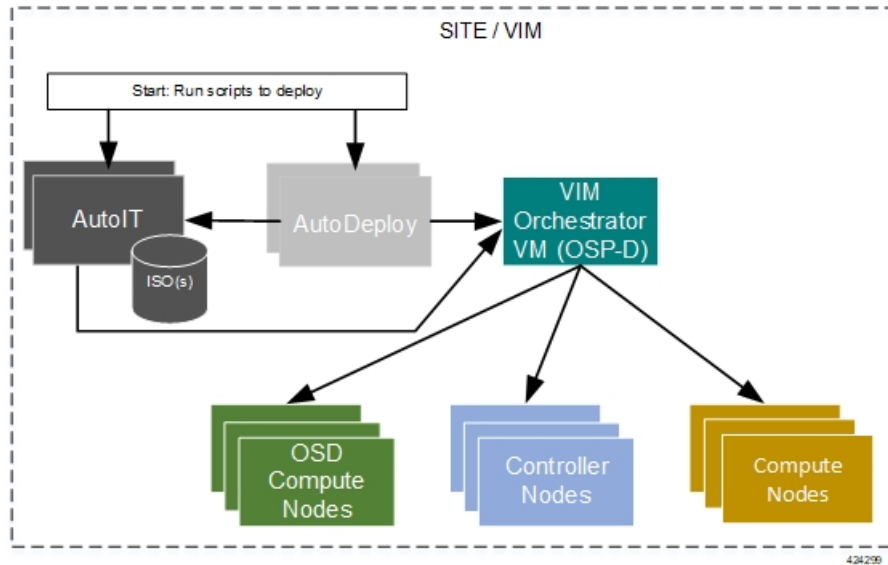 SITE / VIM
Start: Run scripts to deploy
AutoIT
ISO(s)
AutoDeploy
VIM
Orchestrator
VM (OSP-D)
OSD
Compute
Nodes
Controller
Nodes
Compute
Nodes
424299